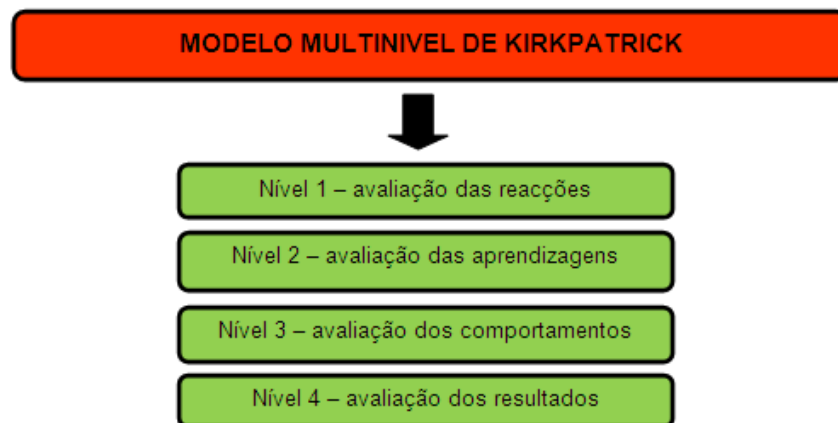 MODELO MULTINIVEL DE KIRKPATRICK
Nível 1 – avaliação das reacções
Nível 2 – avaliação das aprendizagens
Nível 3 – avaliação dos comportamentos
Nível 4 – avaliação dos resultados